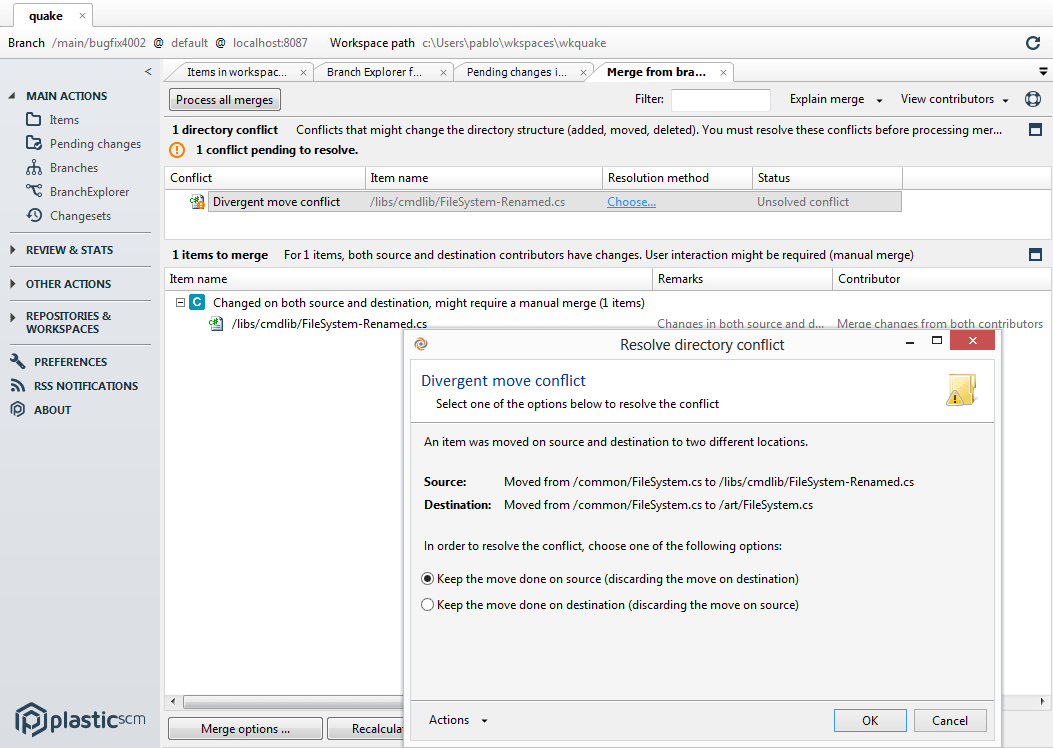 quake
Branch /main/bugfix4002 @ default @ localhost:8087 Workspace path c:\Users\pablo\wkspaces\wkquake
Items in workspac... Branch Explorer f... Pending changes i... Merge from bra...
MAIN ACTIONS
Items
Pending changes
Branches
BranchExplorer
Changesets
REVIEW & STATS
OTHER ACTIONS
REPOSITORIES &
WORKSPACES
PREFERENCES
RSS NOTIFICATIONS
ABOUT
plasticscm
Process all merges Filter: Explain merge View contributors
1 directory conflict Conflicts that might change the directory structure (added, moved, deleted). You must resolve these conflicts before processing mer...
1 conflict pending to resolve.
Conflict Item name Resolution method Status
Divergent move conflict /libs/cmdlib/FileSystem-Renamed.cs Choose... Unsolved conflict
1 items to merge For 1 items, both source and destination contributors have changes. User interaction might be required (manual merge)
Item name Remarks Contributor
C Changed on both source and destination, might require a manual merge (1 items)
/libs/cmdlib/FileSystem-Renamed.cs Changes in both source and d... Merge changes from both contributors
Resolve directory conflict
Divergent move conflict
Select one of the options below to resolve the conflict
An item was moved on source and destination to two different locations.
Source: Moved from /common/FileSystem.cs to /libs/cmdlib/FileSystem-Renamed.cs
Destination: Moved from /common/FileSystem.cs to /art/FileSystem.cs
In order to resolve the conflict, choose one of the following options:
Keep the move done on source (discarding the move on destination)
Keep the move done on destination (discarding the move on source)
Actions OK Cancel
Merge options ... Recalcula